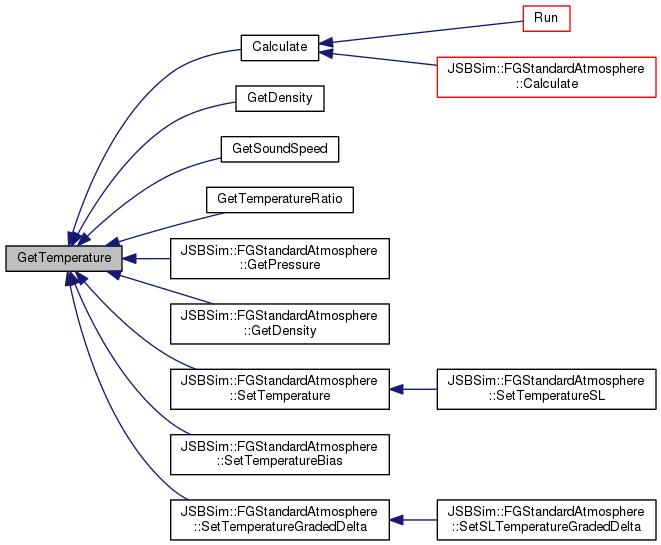 Run
Calculate
JSBSim::FGStandardAtmosphere
::Calculate
GetDensity
GetSoundSpeed
GetTemperatureRatio
GetTemperature
JSBSim::FGStandardAtmosphere
::GetPressure
JSBSim::FGStandardAtmosphere
::GetDensity
JSBSim::FGStandardAtmosphere
::SetTemperature
JSBSim::FGStandardAtmosphere
::SetTemperatureSL
JSBSim::FGStandardAtmosphere
::SetTemperatureBias
JSBSim::FGStandardAtmosphere
::SetTemperatureGradedDelta
JSBSim::FGStandardAtmosphere
::SetSLTemperatureGradedDelta